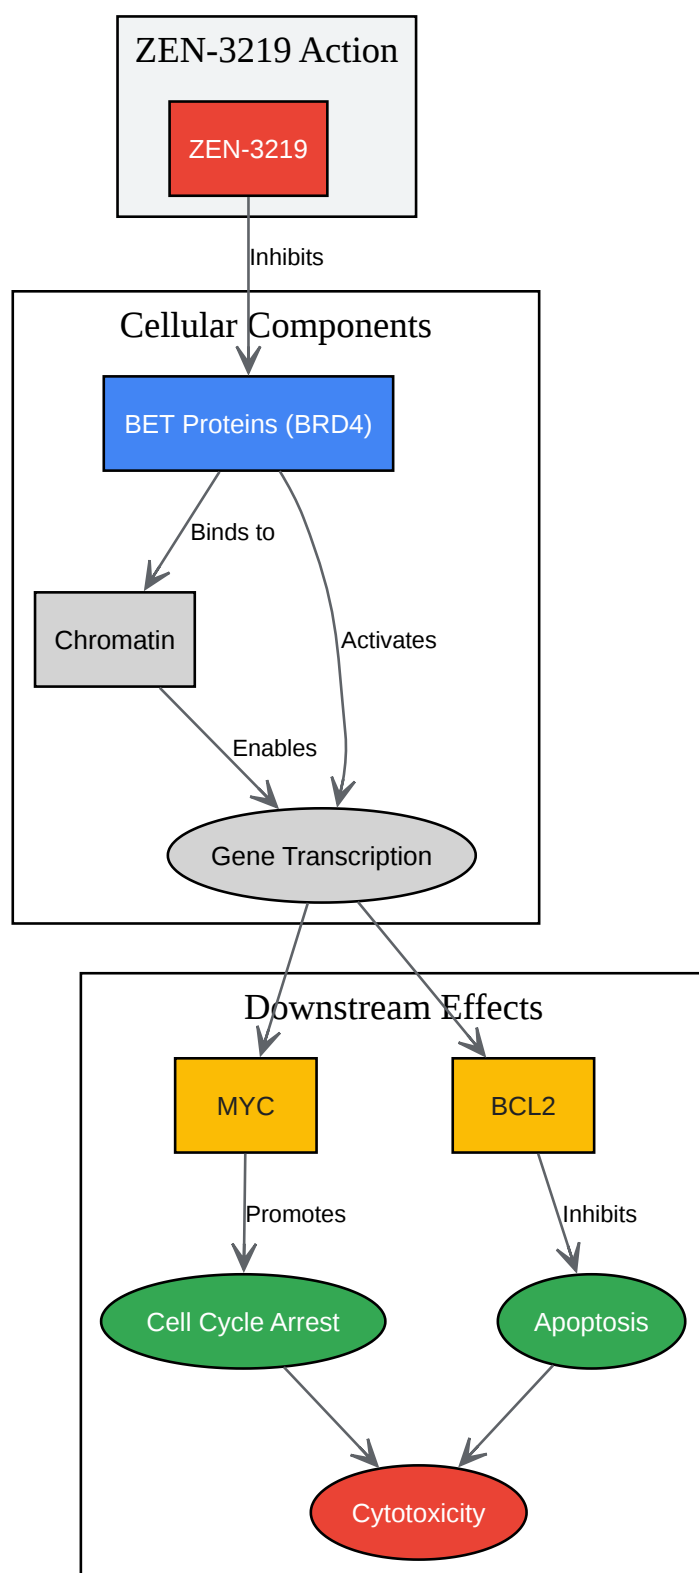 ZEN-3219 Action
ZEN-3219
Inhibits
Cellular Components
BET Proteins (BRD4)
Binds to
Chromatin
Activates
Enables
Gene Transcription
Downstream Effects
MYC
BCL2
Promotes
Inhibits
Cell Cycle Arrest
Apoptosis
Cytotoxicity